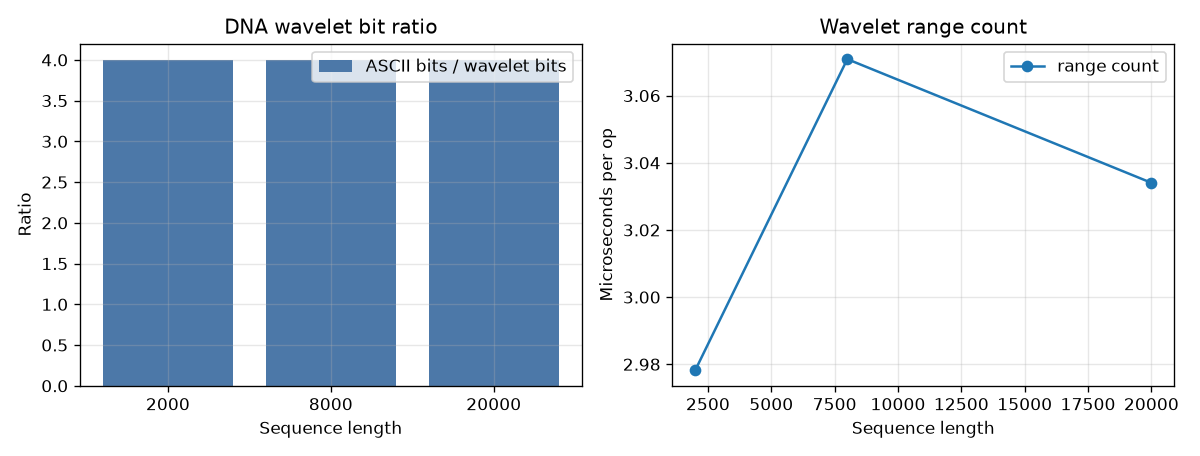 DNA wavelet bit ratio
ASCII bits / wavelet bits
4.0
3.5
3.0
2.5
2.0
1.5
1.0
0.5
0.0
Ratio
2000 8000 20000
Sequence length
Wavelet range count
range count
3.06
3.04
3.02
3.00
2.98
Microseconds per op
2500 5000 7500 10000 12500 15000 17500 20000
Sequence length